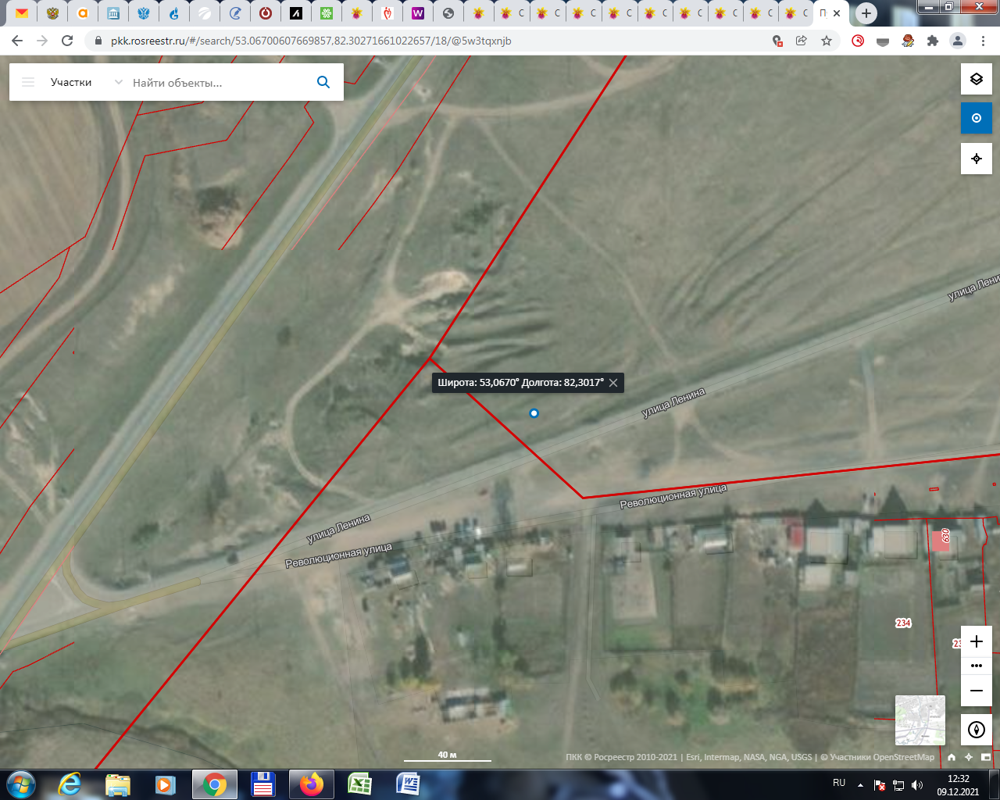 pkk.rosreestr.ru/#/search/53.06700607669857,82.30271661022657/18/@5w3tqxnjb
Участки
Найти объекты...
улица Лени
Широта: 53,0670° Долгота: 82,3017°
улица Ленина
Революционная улица
улица Ленина
Революционная улица
630
234
23
40 м
ПКК © Росреестр 2010-2021 | Esri, Intermap, NASA, NGA, USGS | © Участники OpenStreetMap
RU
12:32
09.12.2021